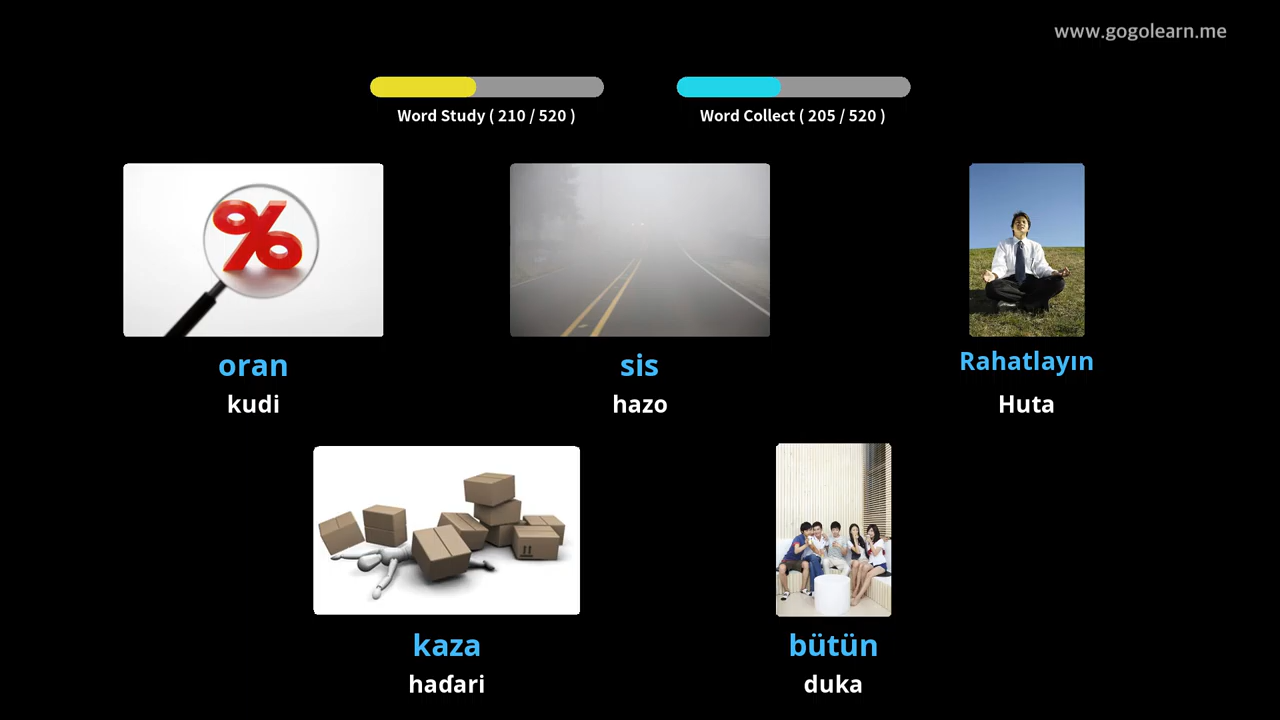 www.gogolearn.me
Word Study ( 210 / 520 )
Word Collect ( 205 / 520 )
%
oran
kudi
sis
hazo
Rahatlayın
Huta
kaza
haɗari
bütün
duka